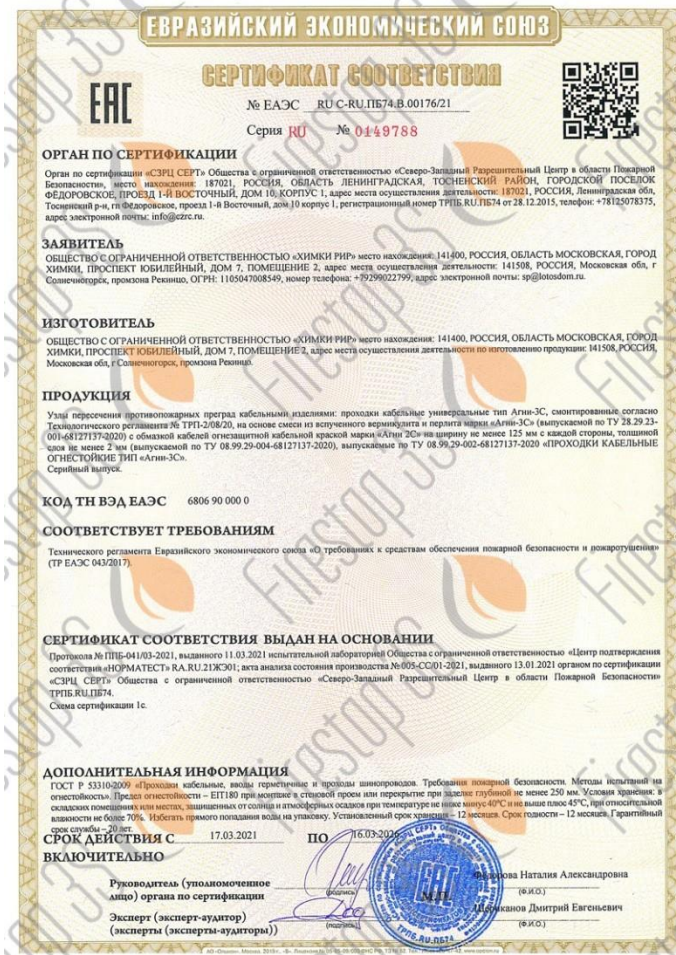 ЕВРАЗИЙСКИЙ ЭКОНОМИЧЕСКИЙ СОЮЗ
EAC
СЕРТИФИКАТ СООТВЕТСТВИЯ
№ ЕАЭС RU C-RU.ПБ74.В.00176/21
Серия RU № 0149788
ОРГАН ПО СЕРТИФИКАЦИИ
Орган по сертификации «СЗРЦ СЕРТ» Общества с ограниченной ответственностью «Северо-Западный Разрешительный Центр в области Пожарной
Безопасности», место нахождения: 187021, РОССИЯ, ОБЛАСТЬ ЛЕНИНГРАДСКАЯ, ТОСНЕНСКИЙ РАЙОН, ГОРОДСКОЙ ПОСЕЛОК
ФЁДОРОВСКОЕ, ПРОЕЗД 1-Й ВОСТОЧНЫЙ, ДОМ 10, КОРПУС 1, адрес места осуществления деятельности: 187021, РОССИЯ, Ленинградская обл,
Тосненский р-н, гп Фёдоровское, проезд 1-й Восточный, дом 10 корпус 1, регистрационный номер ТРПБ.RU.ПБ74 от 28.12.2015, телефон: +78125078375,
адрес электронной почты: info@czrc.ru.
ЗАЯВИТЕЛЬ
ОБЩЕСТВО С ОГРАНИЧЕННОЙ ОТВЕТСТВЕННОСТЬЮ «ХИМКИ РИР» место нахождения: 141400, РОССИЯ, ОБЛАСТЬ МОСКОВСКАЯ, ГОРОД
ХИМКИ, ПРОСПЕКТ ЮБИЛЕЙНЫЙ, ДОМ 7, ПОМЕЩЕНИЕ 2, адрес места осуществления деятельности: 141508, РОССИЯ, Московская обл, г
Солнечногорск, промзона Рекинцо, ОГРН: 1105047008549, номер телефона: +79299022799, адрес электронной почты: sp@lotosdom.ru.
ИЗГОТОВИТЕЛЬ
ОБЩЕСТВО С ОГРАНИЧЕННОЙ ОТВЕТСТВЕННОСТЬЮ «ХИМКИ РИР» место нахождения: 141400, РОССИЯ, ОБЛАСТЬ МОСКОВСКАЯ, ГОРОД
ХИМКИ, ПРОСПЕКТ ЮБИЛЕЙНЫЙ, ДОМ 7, ПОМЕЩЕНИЕ 2, адрес места осуществления деятельности по изготовлению продукции: 141508, РОССИЯ,
Московская обл, г Солнечногорск, промзона Рекинцо.
ПРОДУКЦИЯ
Узлы пересечения противопожарных преград кабельными изделиями: проходки кабельные универсальные тип Агни-3С, смонтированные согласно
Технологического регламента № ТРП-2/08/20, на основе смеси из вспученного вермикулита и перлита марки «Агни-3С» (выпускаемой по ТУ 28.29.23-
001-68127137-2020) с обмазкой кабелей огнезащитной кабельной краской марки «Агни 2С» на ширину не менее 125 мм с каждой стороны, толщиной
слоя не менее 2 мм (выпускаемой по ТУ 08.99.29-004-68127137-2020), выпускаемые по ТУ 08.99.29-002-68127137-2020 «ПРОХОДКИ КАБЕЛЬНЫЕ
ОГНЕСТОЙКИЕ ТИП «Агни-3С».
Серийный выпуск.
КОД ТН ВЭД ЕАЭС 6806 90 000 0
СООТВЕТСТВУЕТ ТРЕБОВАНИЯМ
Технического регламента Евразийского экономического союза «О требованиях к средствам обеспечения пожарной безопасности и пожаротушения»
(ТР ЕАЭС 043/2017).
СЕРТИФИКАТ СООТВЕТСТВИЯ ВЫДАН НА ОСНОВАНИИ
Протокола № ППБ-041/03-2021, выданного 11.03.2021 испытательной лабораторией Общества с ограниченной ответственностью «Центр подтверждения
соответствия «НОРМАТЕСТ» RA.RU.21ЖЭ01; акта анализа состояния производства № 005-СС/01-2021, выданного 13.01.2021 органом по сертификации
«СЗРЦ СЕРТ» Общества с ограниченной ответственностью «Северо-Западный Разрешительный Центр в области Пожарной Безопасности»
ТРПБ.RU.ПБ74.
Схема сертификации 1с.
ДОПОЛНИТЕЛЬНАЯ ИНФОРМАЦИЯ
ГОСТ Р 53310-2009 «Проходки кабельные, вводы герметичные и проходы шинопроводов. Требования пожарной безопасности. Методы испытаний на
огнестойкость». Предел огнестойкости – EIT180 при монтаже в стеновой проем или перекрытие при заделке глубиной не менее 250 мм. Условия хранения: в
складских помещениях или местах, защищенных от солнца и атмосферных осадков при температуре не ниже минус 40°С и не выше плюс 45°С, при относительной
влажности не более 70%. Избегать прямого попадания воды на упаковку. Установленный срок хранения – 12 месяцев. Срок годности – 12 месяцев. Гарантийный
срок службы – 20 лет.
СРОК ДЕЙСТВИЯ С 17.03.2021 ПО 16.03.2026
ВКЛЮЧИТЕЛЬНО
Руководитель (уполномоченное
лицо) органа по сертификации
(подпись)
Федорова Наталия Александровна
(Ф.И.О.)
М.П.
Эксперт (эксперт-аудитор)
(эксперты (эксперты-аудиторы))
(подпись)
Дмитрий Евгеньевич
(Ф.И.О.)
ТРПБ.RU.ПБ74
Firestop 3S